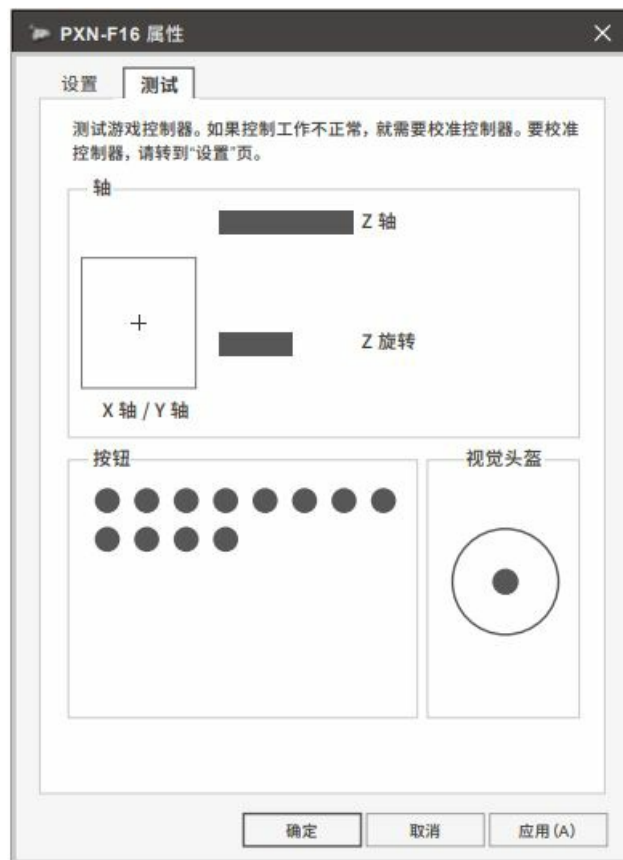 PXN-F16 属性
设置 测试
测试游戏控制器。如果控制工作不正常，就需要校准控制器。要校准
控制器，请转到“设置”页。
轴
Z 轴
Z 旋转
X 轴 / Y 轴
按钮
视觉头盔
确定 取消 应用(A)